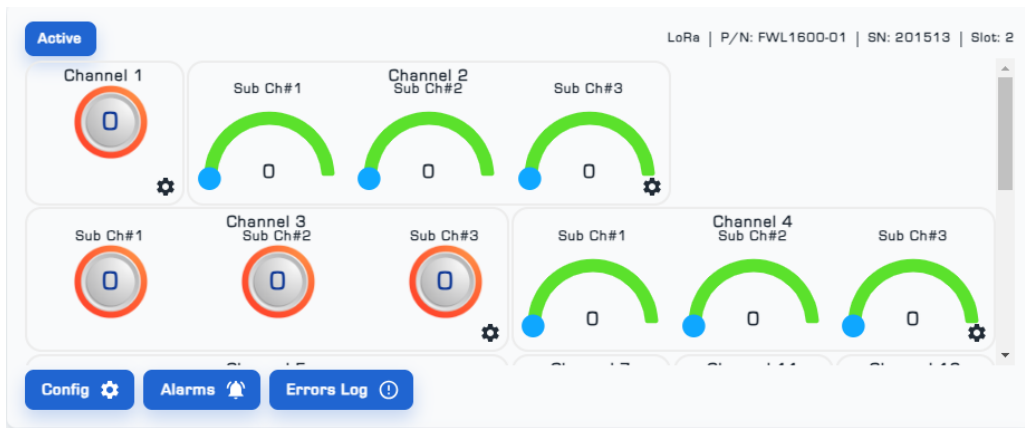 Active
LoRa | P/N: FWL1600-01 | SN: 201513 | Slot: 2
Channel 1
0
Channel 2
Sub Ch#1 Sub Ch#2 Sub Ch#3
0 0 0
Channel 3
Sub Ch#1 Sub Ch#2 Sub Ch#3
0 0 0
Channel 4
Sub Ch#1 Sub Ch#2 Sub Ch#3
0 0 0
Config
Alarms
Errors Log